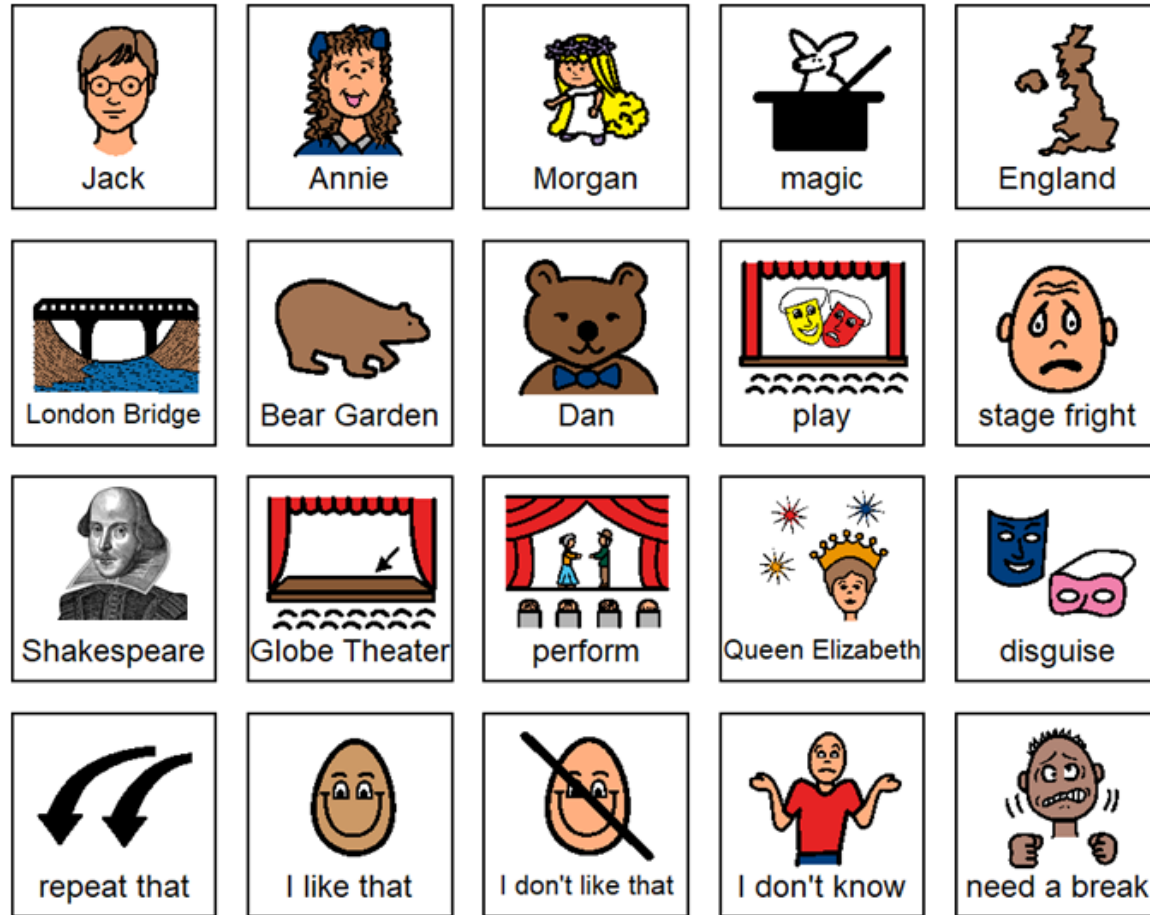 Jack
Annie
Morgan
magic
England
London Bridge
Bear Garden
Dan
play
stage fright
Shakespeare
Globe Theater
perform
Queen Elizabeth
disguise
repeat that
I like that
I don't like that
I don't know
need a break